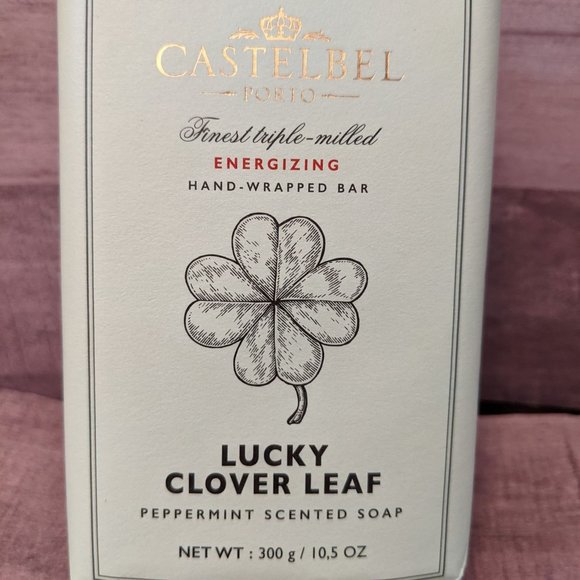 CASTELBEL
PORTO
Finest triple-milled
ENERGIZING
HAND-WRAPPED BAR
LUCKY
CLOVER LEAF
PEPPERMINT SCENTED SOAP
NET WT : 300 g / 10,5 OZ